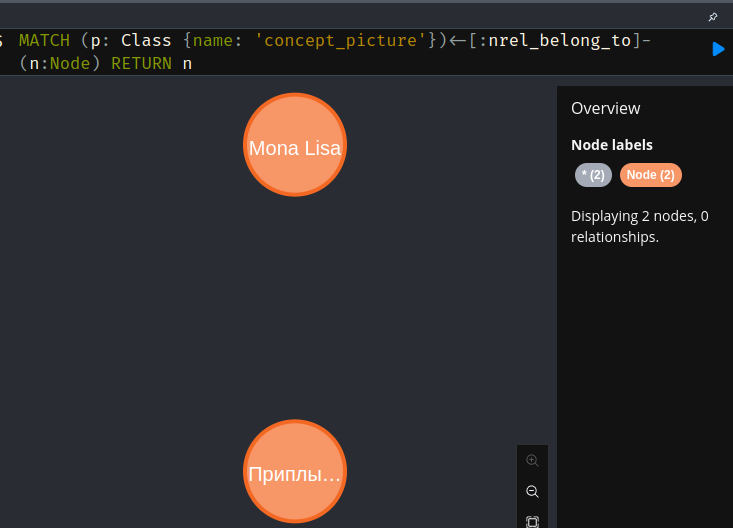 MATCH (p: Class {name: 'concept_picture'})<-[:nrel_belong_to]-
(n:Node) RETURN n
Mona Lisa
Приплы...
Overview
Node labels
* (2)
Node (2)
Displaying 2 nodes, 0
relationships.